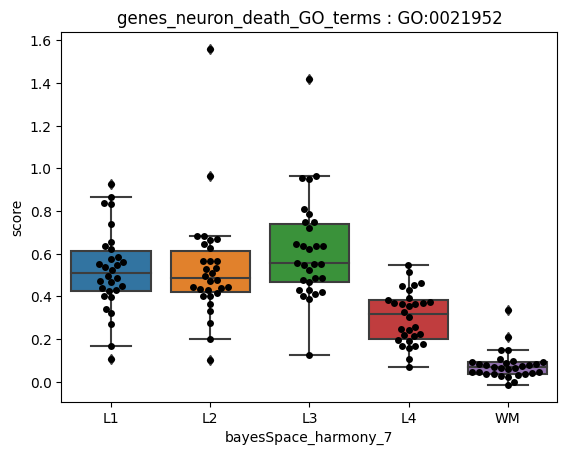 genes_neuron_death_GO_terms : GO:0021952
score
1.6
1.4
1.2
1.0
0.8
0.6
0.4
0.2
0.0
L1 L2 L3 L4 WM
bayesSpace_harmony_7